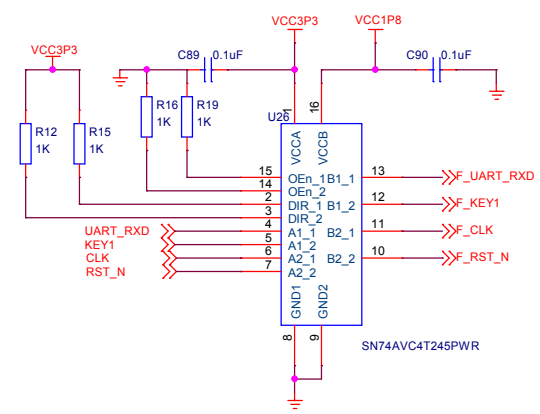 VCC3P3
VCC1P8
VCC3P3
C89
0.1uF
C90
0.1uF
R12
1K
R15
1K
R16
1K
R19
1K
U26
1
16
VCCA
VCCB
15
OEn_1
B1_1
13
F_UART_RXD
14
OEn_2
2
DIR_1
B1_2
12
F_KEY1
3
DIR_2
UART_RXD
4
A1_1
B2_1
11
F_CLK
KEY1
5
A1_2
CLK
6
A2_1
B2_2
10
F_RST_N
RST_N
7
A2_2
GND1
GND2
8
9
SN74AVC4T245PWR